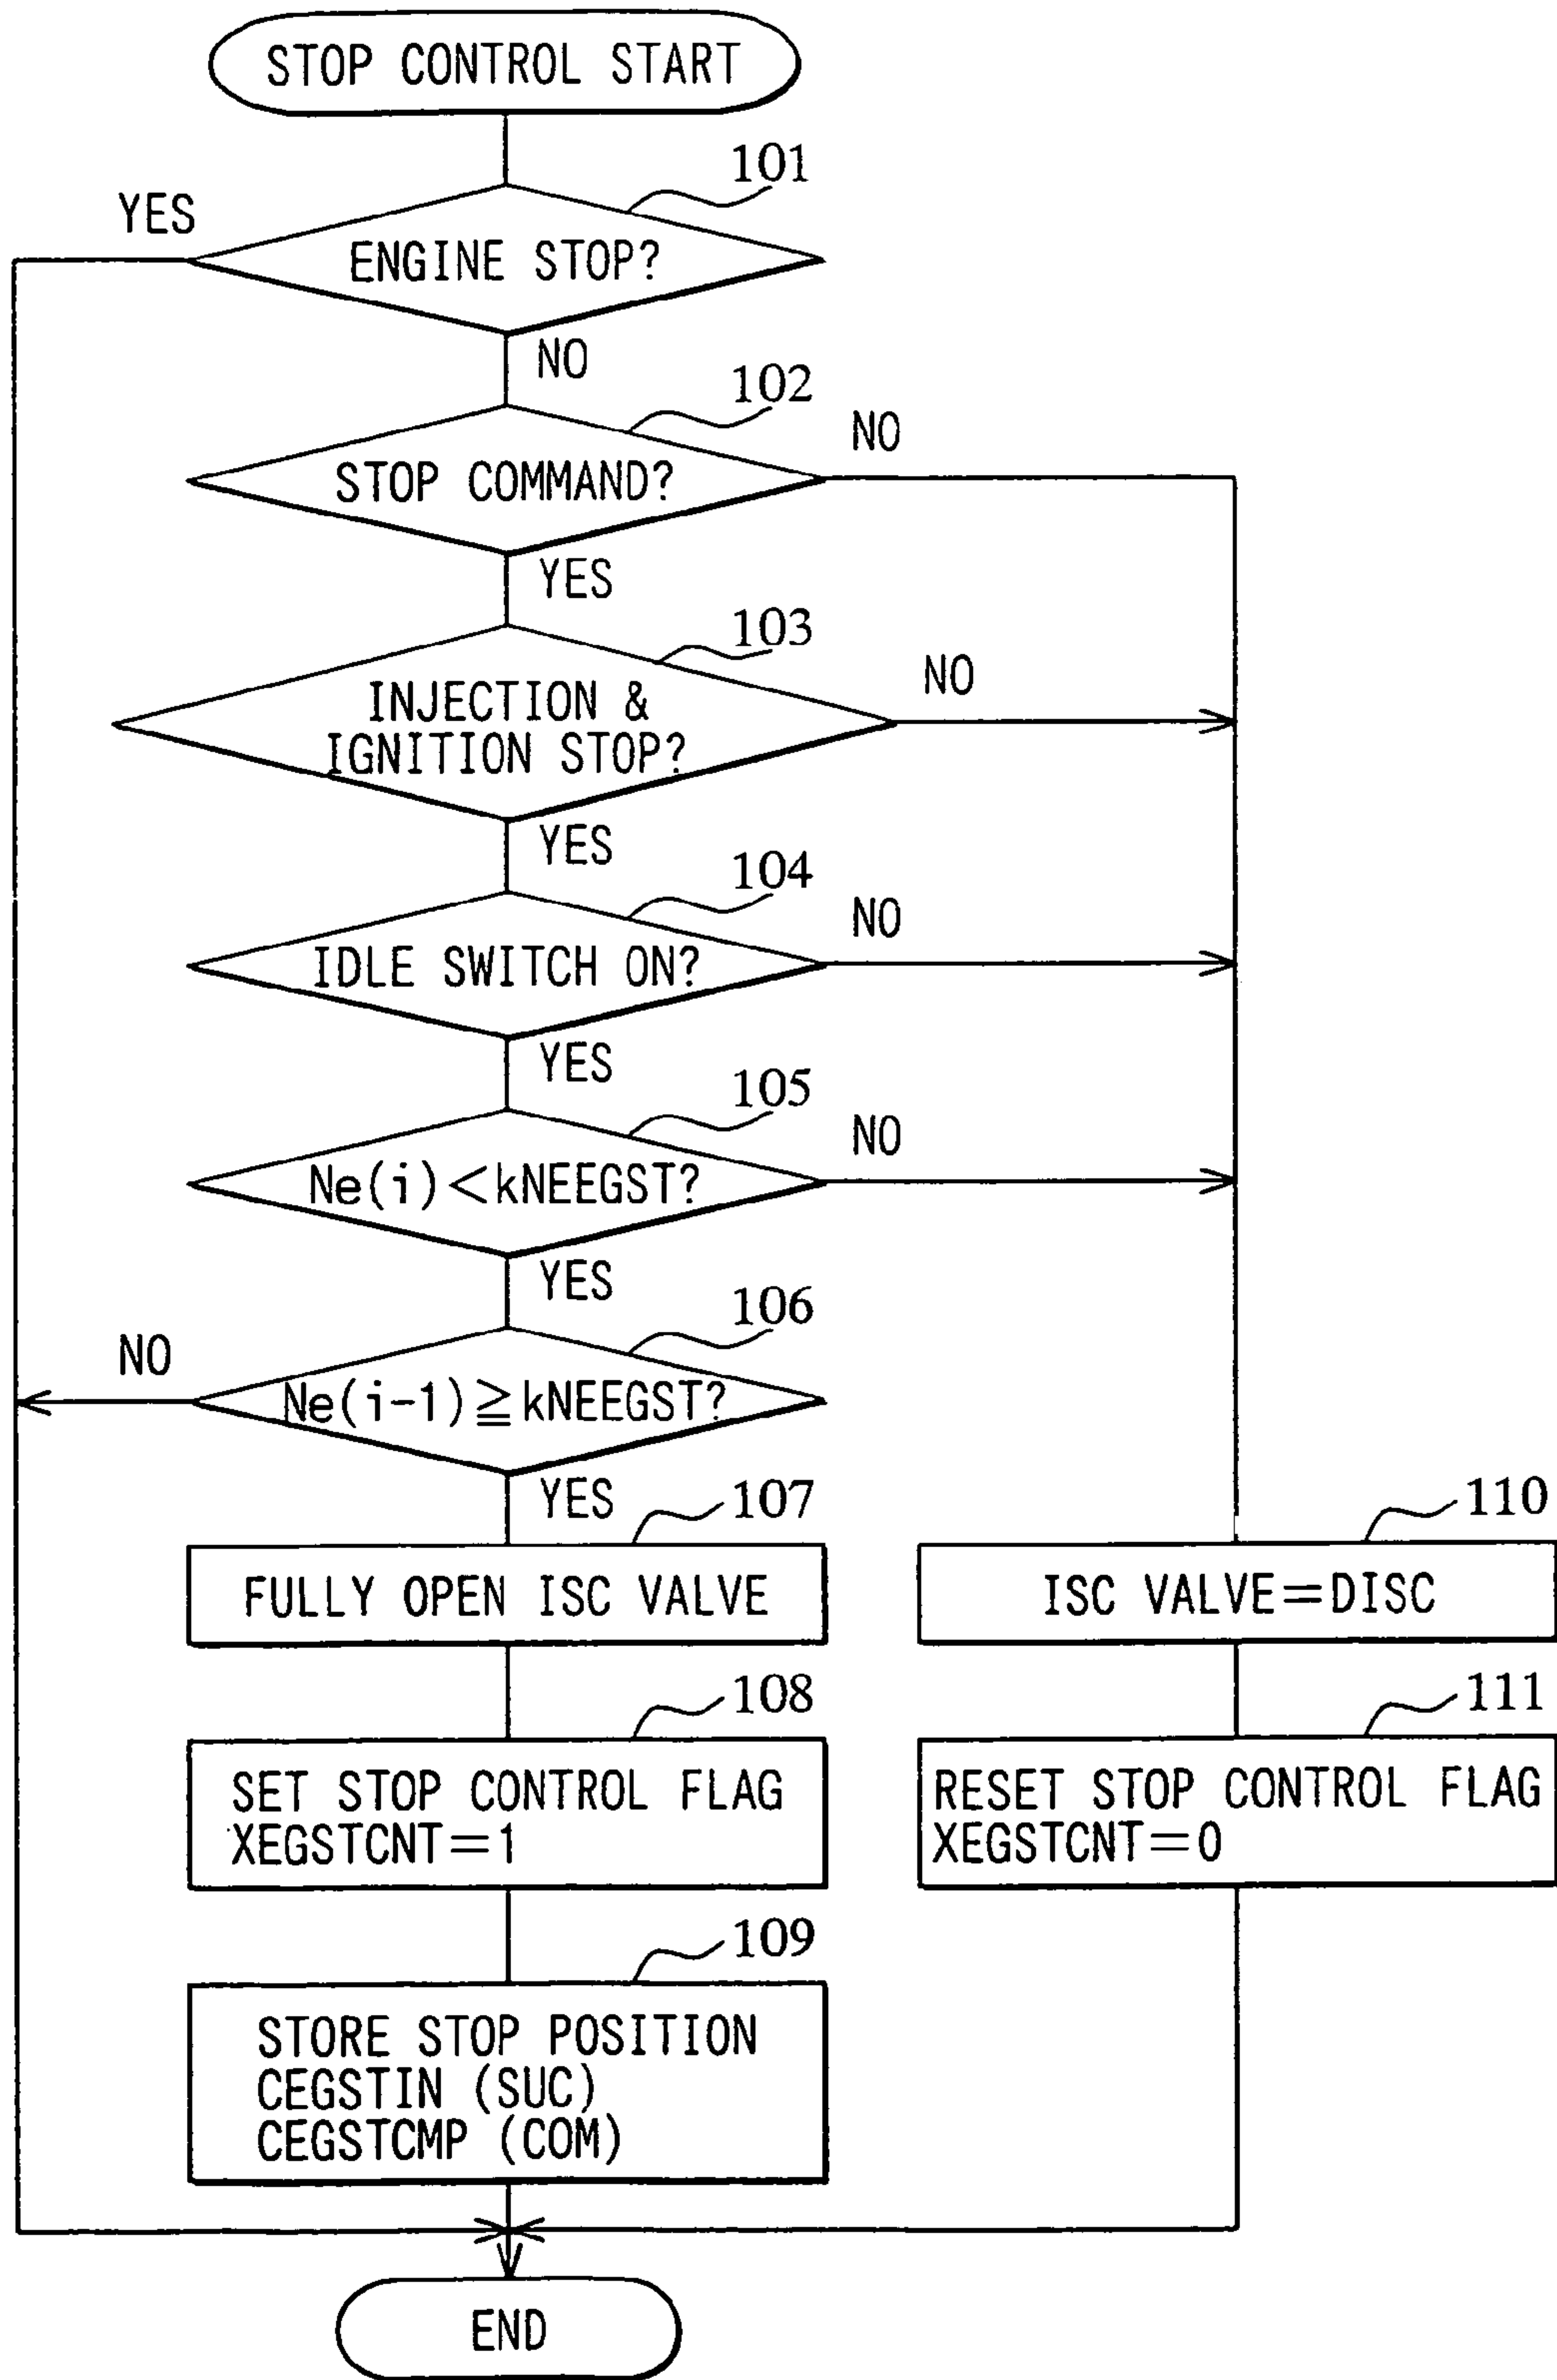 STOP CONTROL START
101
YES
ENGINE STOP?
NO
102
NO
STOP COMMAND?
YES
103
NO
INJECTION &
IGNITION STOP?
YES
104
NO
IDLE SWITCH ON?
YES
105
NO
Ne(i)<kNEEGST?
YES
106
NO
Ne(i-1)≧kNEEGST?
YES
107
110
FULLY OPEN ISC VALVE
ISC VALVE=DISC
108
111
SET STOP CONTROL FLAG
XEGSTCNT=1
RESET STOP CONTROL FLAG
XEGSTCNT=0
109
STORE STOP POSITION
CEGSTIN (SUC)
CEGSTCMP (COM)
END